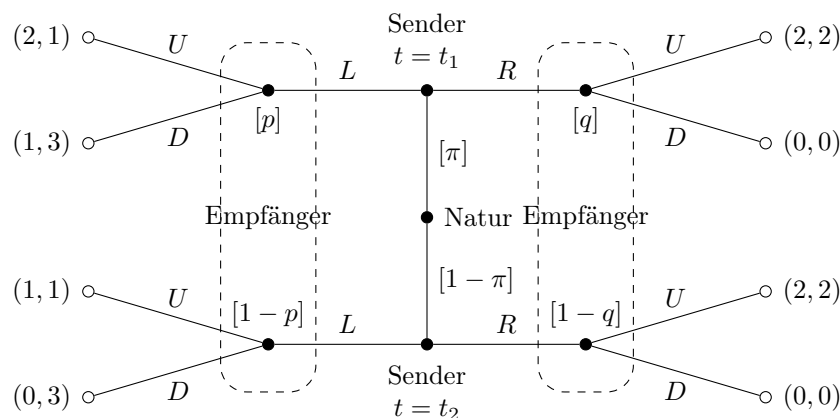 Sender
t = t₁
(2, 1) U L R U (2, 2)
[p] [q]
(1, 3) D D (0, 0)
[π]
Empfänger Natur Empfänger
[1 − π]
(1, 1) U [1 − p] L R [1 − q] U (2, 2)
(0, 3) D D (0, 0)
Sender
t = t₂